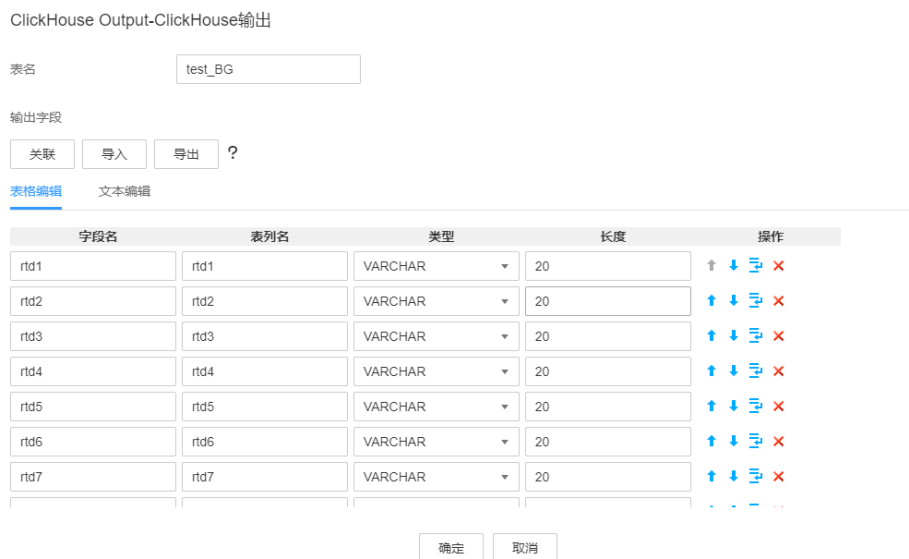 ClickHouse Output-ClickHouse输出
表名 test_BG
输出字段
关联 导入 导出 ?
表格编辑 文本编辑
字段名 表列名 类型 长度 操作
rtd1 rtd1 VARCHAR 20
rtd2 rtd2 VARCHAR 20
rtd3 rtd3 VARCHAR 20
rtd4 rtd4 VARCHAR 20
rtd5 rtd5 VARCHAR 20
rtd6 rtd6 VARCHAR 20
rtd7 rtd7 VARCHAR 20
确定 取消